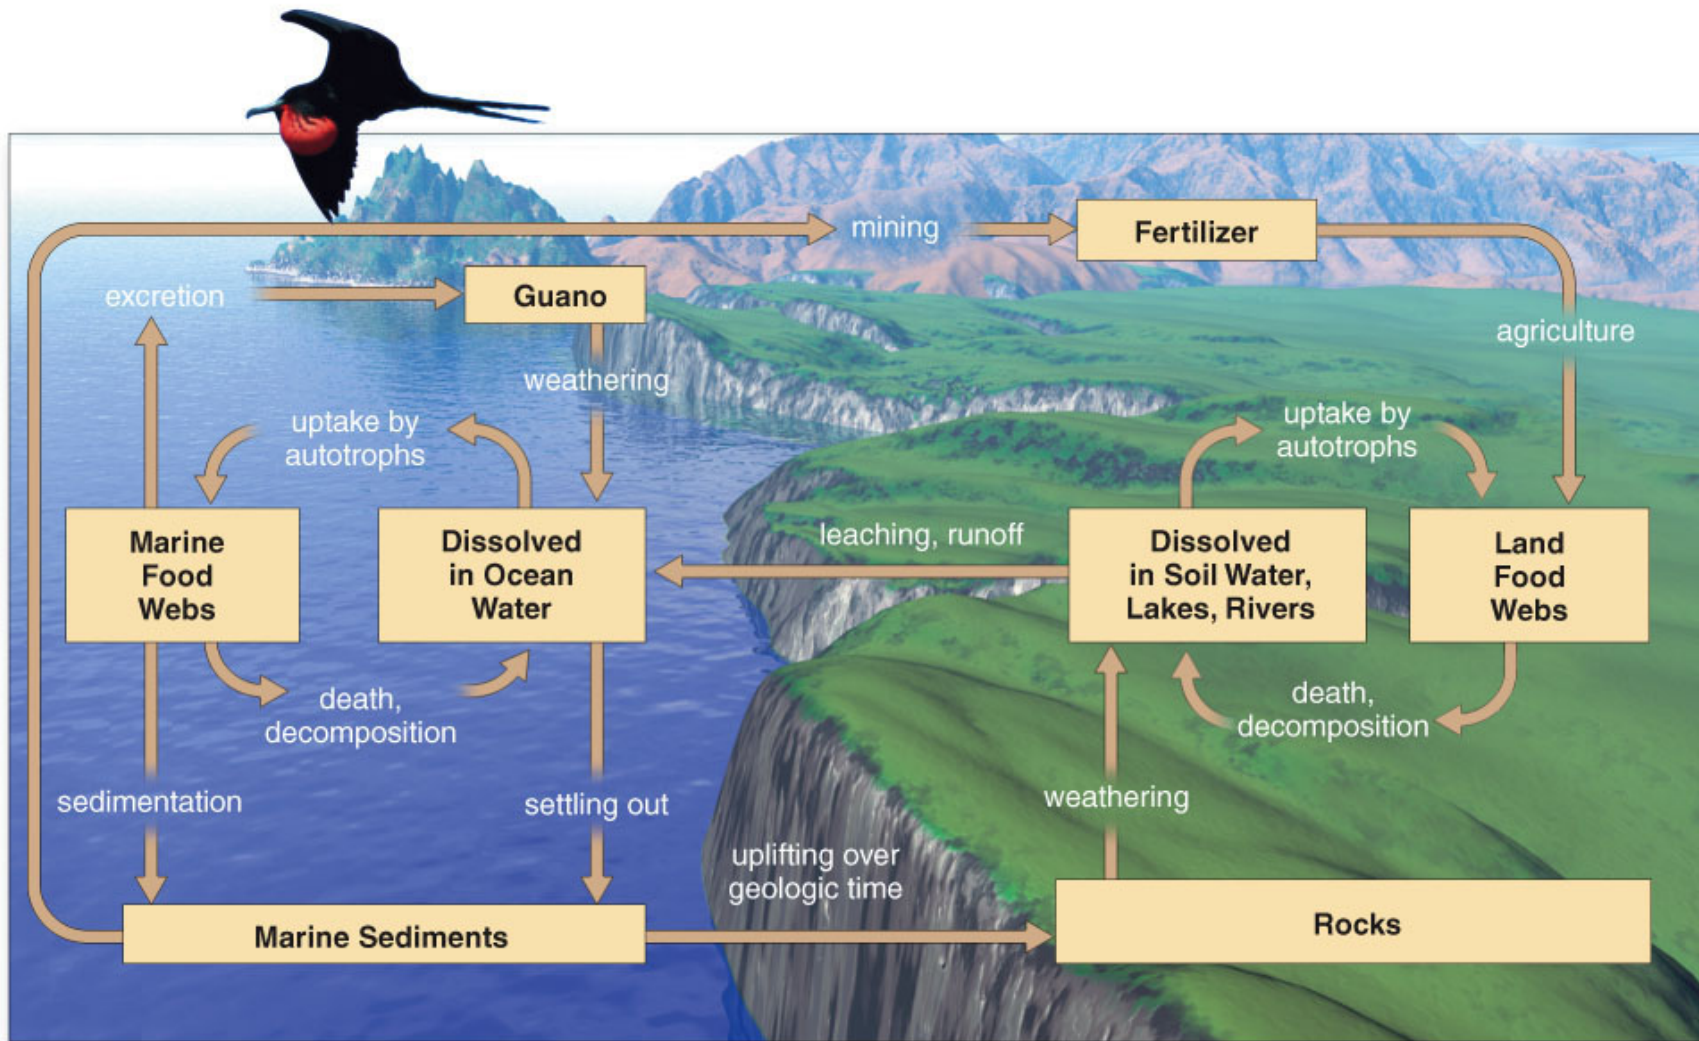 mining
Fertilizer
excretion
Guano
agriculture
weathering
uptake by
autotrophs
uptake by
autotrophs
Marine
Food
Webs
Dissolved
in Ocean
Water
leaching, runoff
Dissolved
in Soil Water,
Lakes, Rivers
Land
Food
Webs
death,
decomposition
death,
decomposition
sedimentation
settling out
weathering
uplifting over
geologic time
Marine Sediments
Rocks